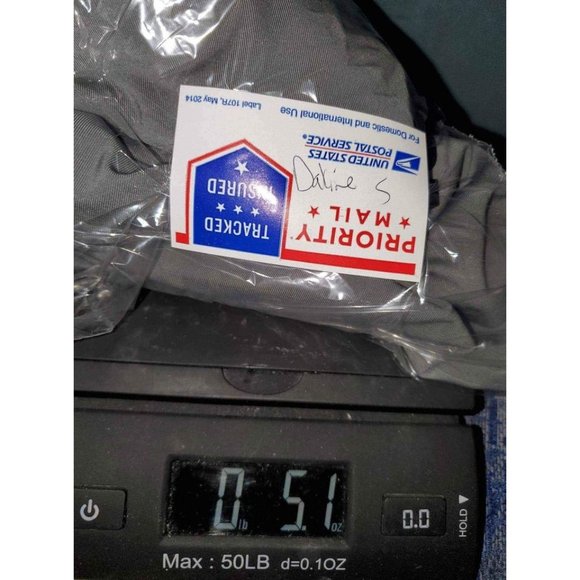 Label 107R, May 2014
For Domestic and International Use
UNITED STATES
POSTAL SERVICE®
S
PRIORITY
★ MAIL ★
TRACKED
★ ★ ★
INSURED
★
0 lb 5.1 oz
0.0
HOLD ▼
Max : 50LB d=0.1OZ